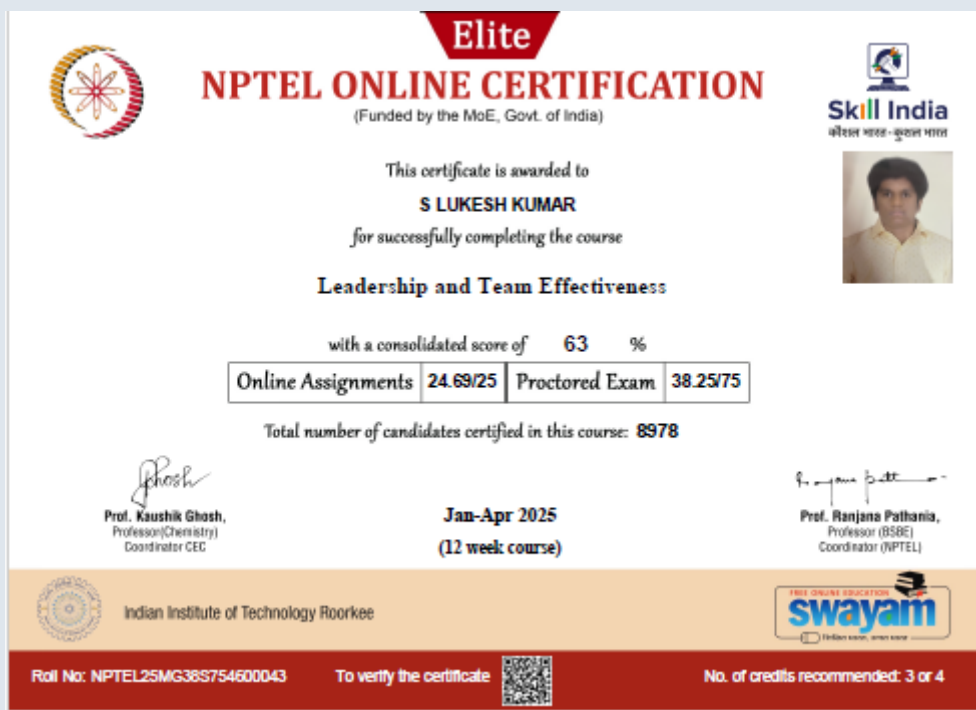 Elite
NPTEL ONLINE CERTIFICATION
(Funded by the MoE, Govt. of India)
Skill India
कौशल भारत - कुशल भारत
This certificate is awarded to
S LUKESH KUMAR
for successfully completing the course
Leadership and Team Effectiveness
with a consolidated score of 63 %
Online Assignments 24.69/25 Proctored Exam 38.25/75
Total number of candidates certified in this course: 8978
Prof. Kaushik Ghosh,
Professor(Chemistry)
Coordinator CEC
Jan-Apr 2025
(12 week course)
Prof. Ranjana Pathania,
Professor (BSBE)
Coordinator (NPTEL)
Indian Institute of Technology Roorkee
FREE ONLINE EDUCATION
swayam
Roll No: NPTEL25MG38S754600043 To verify the certificate No. of credits recommended: 3 or 4